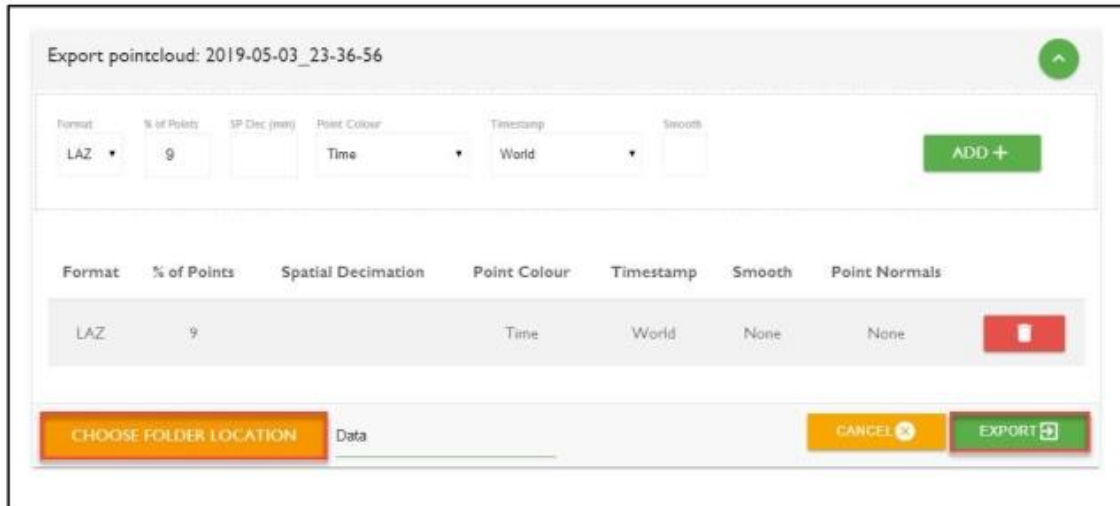 Export pointcloud: 2019-05-03_23-36-56
Format % of Points SP Dec (mm) Point Colour Timestamp Smooth
LAZ 9 Time World ADD +
Format % of Points Spatial Decimation Point Colour Timestamp Smooth Point Normals
LAZ 9 Time World None None
CHOOSE FOLDER LOCATION Data CANCEL EXPORT